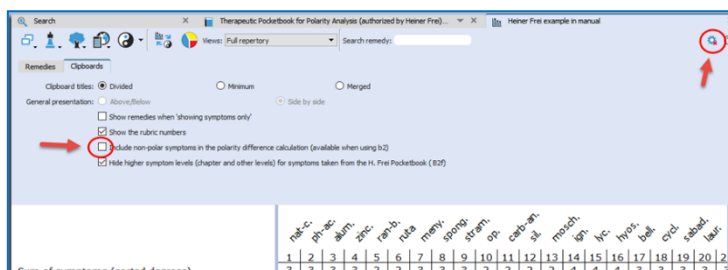 Search
Therapeutic Pocketbook for Polarity Analysis (authorized by Heiner Frei)...
Heiner Frei example in manual
Views: Full repertory
Search remedy:
Remedies
Clipboards
Clipboard titles: Divided Minimum Merged
General presentation: Above/Below Side by side
Show remedies when 'showing symptoms only'
Show the rubric numbers
Include non-polar symptoms in the polarity difference calculation (available when using b2)
Hide higher symptom levels (chapter and other levels) for symptoms taken from the H. Frei Pocketbook (B2f)
nat-c. ph-ac. alum. zinc. ran-b. ruta meny. spong. stram. op. carb-an. sil. mosch. ign. lyc. hyos. bell. cycl. sabad. laur.
1 2 3 4 5 6 7 8 9 10 11 12 13 14 15 16 17 18 19 20